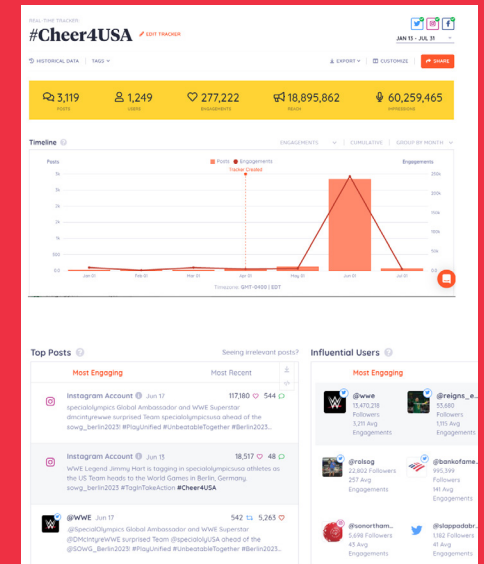 REAL TIME TRACKER:
#Cheer4USA EDIT TRACKER
JAN 13 - JUL 31
HISTORICAL DATA TAGS
EXPORT CUSTOMIZE SHARE
3,119 1,249 277,222 18,895,862 60,259,465
POSTS USERS ENGAGEMENTS REACH IMPRESSIONS
Timeline ENGAGEMENTS CUMULATIVE GROUP BY MONTH
Posts Posts Engagements Engagements
Tracker Created
Jan 01 Feb 01 Mar 01 Apr 01 May 01 Jun 01 Jul 01
Timezone: GMT-0400 | EDT
Top Posts Seeing irrelevant posts?
Most Engaging Most Recent
Instagram Account Jun 17 117,180 544
specialolympics Global Ambassador and WWE Superstar
dmcintyrewwe surprised Team specialolympicsusa ahead of the
sowg_berlin2023! #PlayUnified #UnbeatableTogether #Berlin2023...
Instagram Account Jun 13 18,517 48
WWE Legend Jimmy Hart is tagging in specialolympicsusa athletes as
the US Team heads to the World Games in Berlin, Germany.
sowg_berlin2023 #TagInTakeAction #Cheer4USA
@WWE Jun 17 542 5,263
@SpecialOlympics Global Ambassador and WWE Superstar
@DMcIntyreWWE surprised Team @specialolyUSA ahead of the
@SOWG_Berlin2023! #PlayUnified #UnbeatableTogether #Berlin2023...
Influential Users
Most Engaging
@wwe
13,470,218
Followers
3,211 Avg
Engagements
@reigns_e...
53,680
Followers
1,115 Avg
Engagements
@roisog
22,802 Followers
257 Avg
Engagements
@bankofame...
995,399
Followers
141 Avg
Engagements
@sonortham...
5,698 Followers
43 Avg
Engagements
@sloppadabr...
1,182 Followers
41 Avg
Engagements